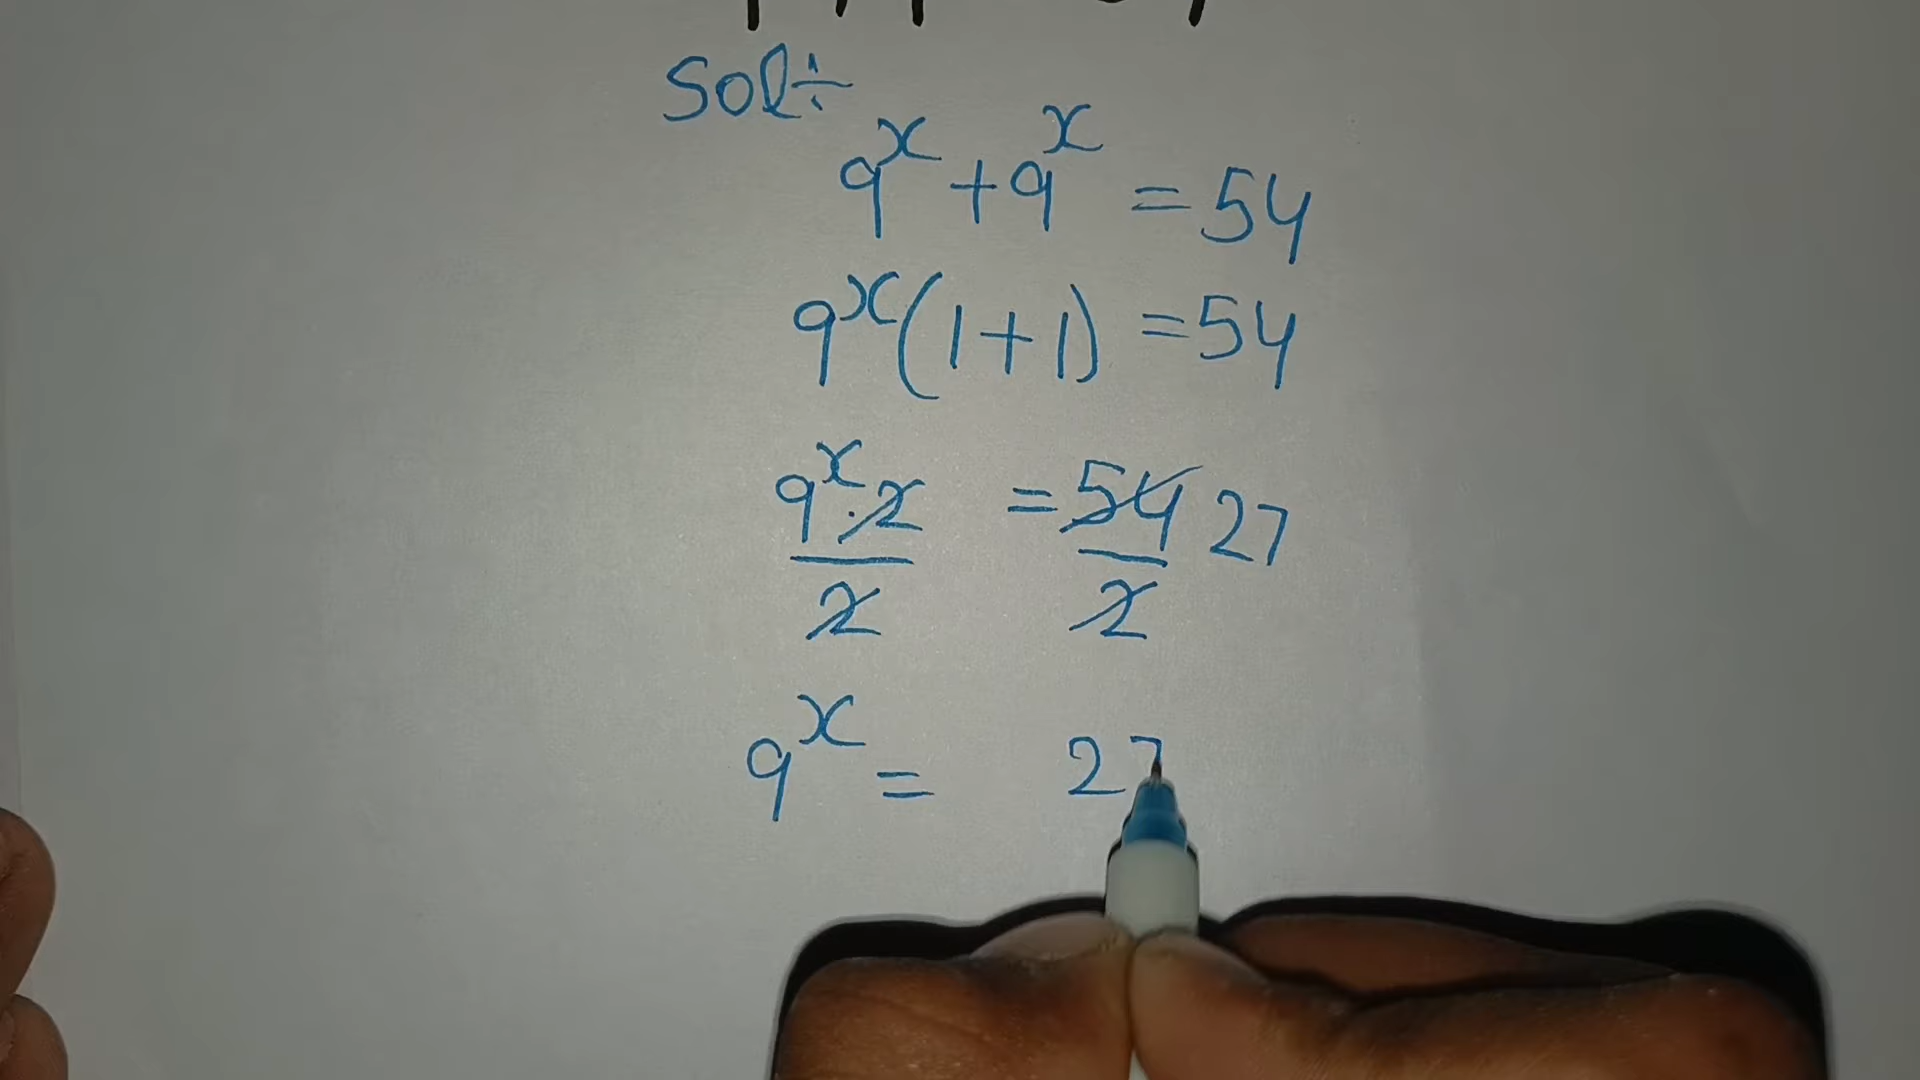 Sol÷
9^x + 9^x = 54
9^x (1 + 1) = 54
9^x · 2 / 2 = 54 / 2 27
9^x = 27